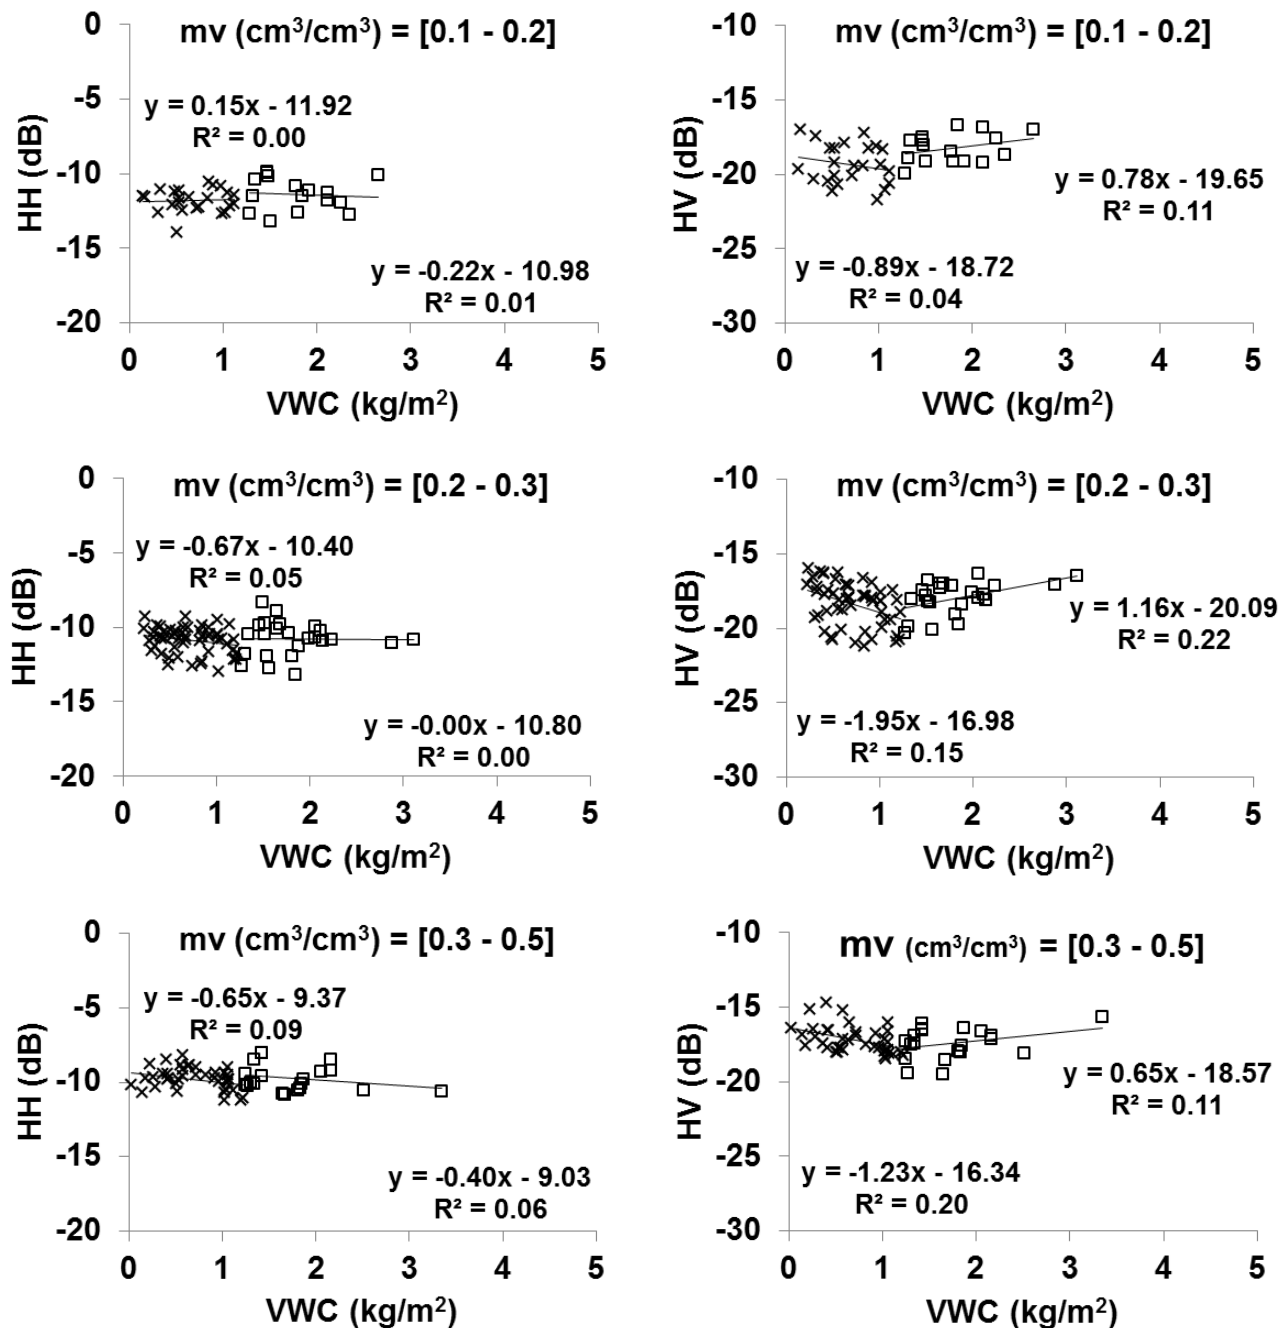 mv (cm³/cm³) = [0.1 - 0.2]
0
-5
-10
-15
-20
HH (dB)
y = 0.15x - 11.92
R² = 0.00
y = -0.22x - 10.98
R² = 0.01
0 1 2 3 4 5
VWC (kg/m²)
mv (cm³/cm³) = [0.1 - 0.2]
-10
-15
-20
-25
-30
HV (dB)
y = 0.78x - 19.65
R² = 0.11
y = -0.89x - 18.72
R² = 0.04
0 1 2 3 4 5
VWC (kg/m²)
mv (cm³/cm³) = [0.2 - 0.3]
0
-5
-10
-15
-20
HH (dB)
y = -0.67x - 10.40
R² = 0.05
y = -0.00x - 10.80
R² = 0.00
0 1 2 3 4 5
VWC (kg/m²)
mv (cm³/cm³) = [0.2 - 0.3]
-10
-15
-20
-25
-30
HV (dB)
y = 1.16x - 20.09
R² = 0.22
y = -1.95x - 16.98
R² = 0.15
0 1 2 3 4 5
VWC (kg/m²)
mv (cm³/cm³) = [0.3 - 0.5]
0
-5
-10
-15
-20
HH (dB)
y = -0.65x - 9.37
R² = 0.09
y = -0.40x - 9.03
R² = 0.06
0 1 2 3 4 5
VWC (kg/m²)
mv (cm³/cm³) = [0.3 - 0.5]
-10
-15
-20
-25
-30
HV (dB)
y = 0.65x - 18.57
R² = 0.11
y = -1.23x - 16.34
R² = 0.20
0 1 2 3 4 5
VWC (kg/m²)